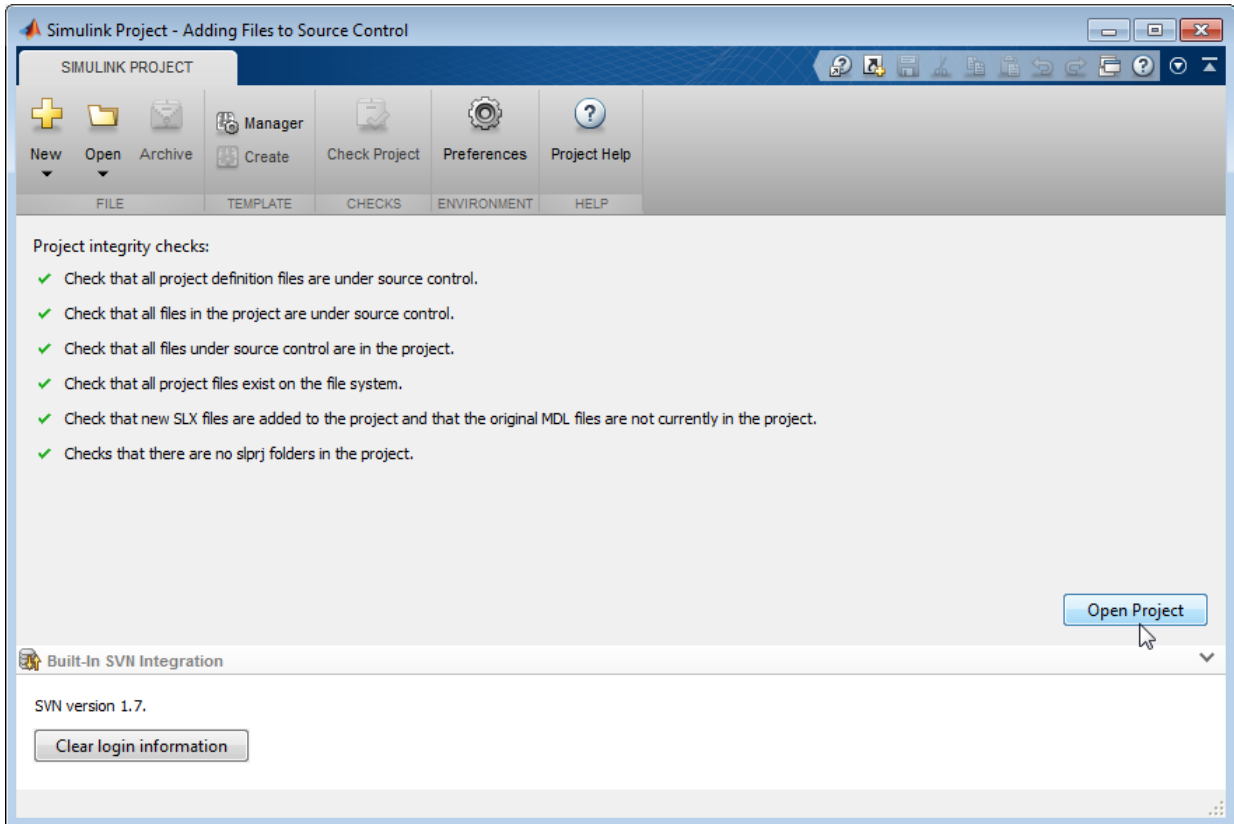 Simulink Project - Adding Files to Source Control
SIMULINK PROJECT
New Open Archive Manager Create Check Project Preferences Project Help
FILE TEMPLATE CHECKS ENVIRONMENT HELP
Project integrity checks:
Check that all project definition files are under source control.
Check that all files in the project are under source control.
Check that all files under source control are in the project.
Check that all project files exist on the file system.
Check that new SLX files are added to the project and that the original MDL files are not currently in the project.
Checks that there are no slprj folders in the project.
Open Project
Built-In SVN Integration
SVN version 1.7.
Clear login information